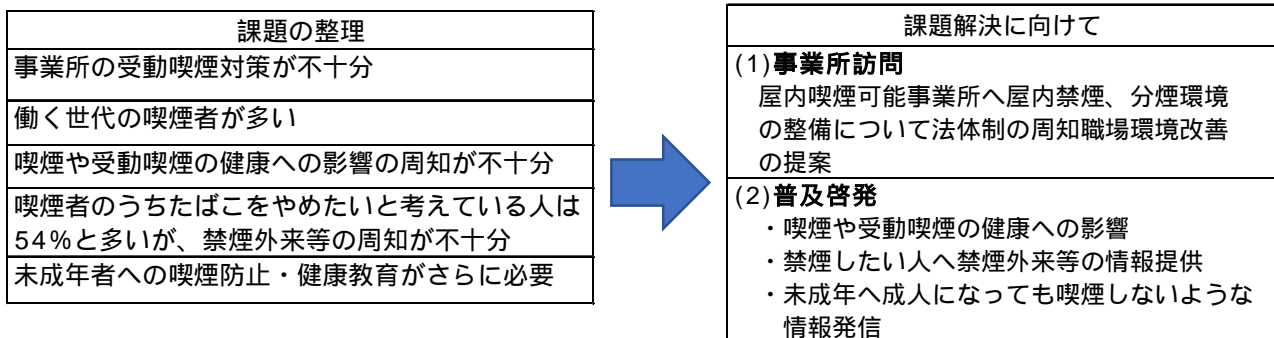 課題の整理
事業所の受動喫煙対策が不十分
働く世代の喫煙者が多い
喫煙や受動喫煙の健康への影響の周知が不十分
喫煙者のうちたばこをやめたいと考えている人は
54%と多いが、禁煙外来等の周知が不十分
未成年者への喫煙防止・健康教育がさらに必要
課題解決に向けて
(1)事業所訪問
屋内喫煙可能事業所へ屋内禁煙、分煙環境
の整備について法体制の周知職場環境改善
の提案
(2)普及啓発
・喫煙や受動喫煙の健康への影響
・禁煙したい人へ禁煙外来等の情報提供
・未成年へ成人になっても喫煙しないような
情報発信